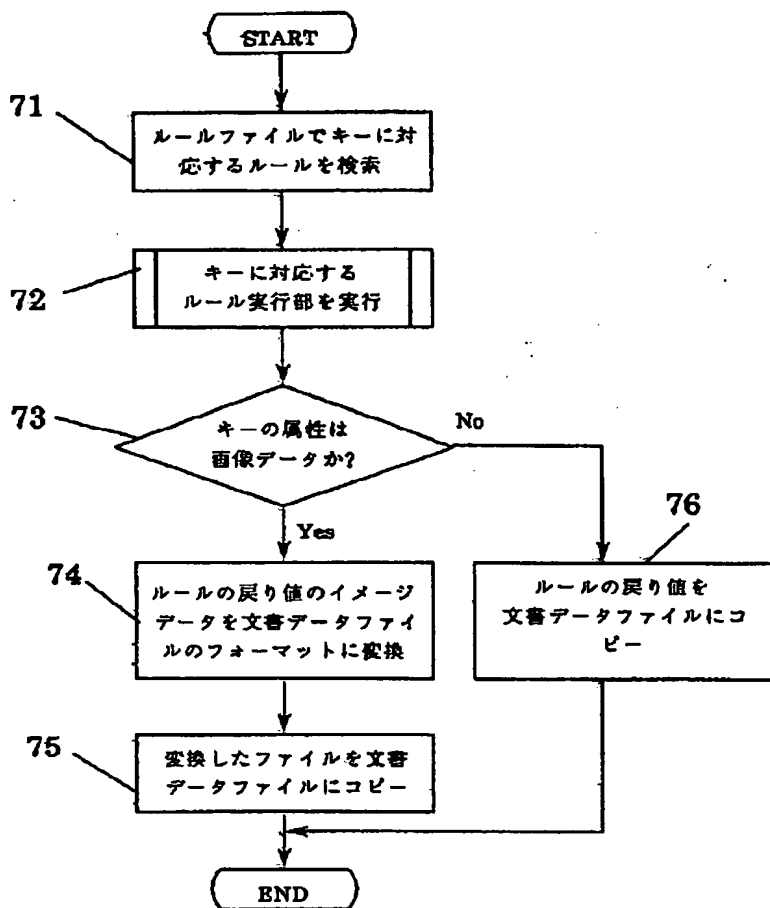 START
71
ルールファイルでキーに対
応するルールを検索
72
キーに対応する
ルール実行部を実行
73
キーの属性は
画像データか?
No
Yes
74
ルールの戻り値のイメージ
データを文書データファイ
ルのフォーマットに変換
76
ルールの戻り値を
文書データファイルにコ
ピー
75
変換したファイルを文書
データファイルにコピー
END